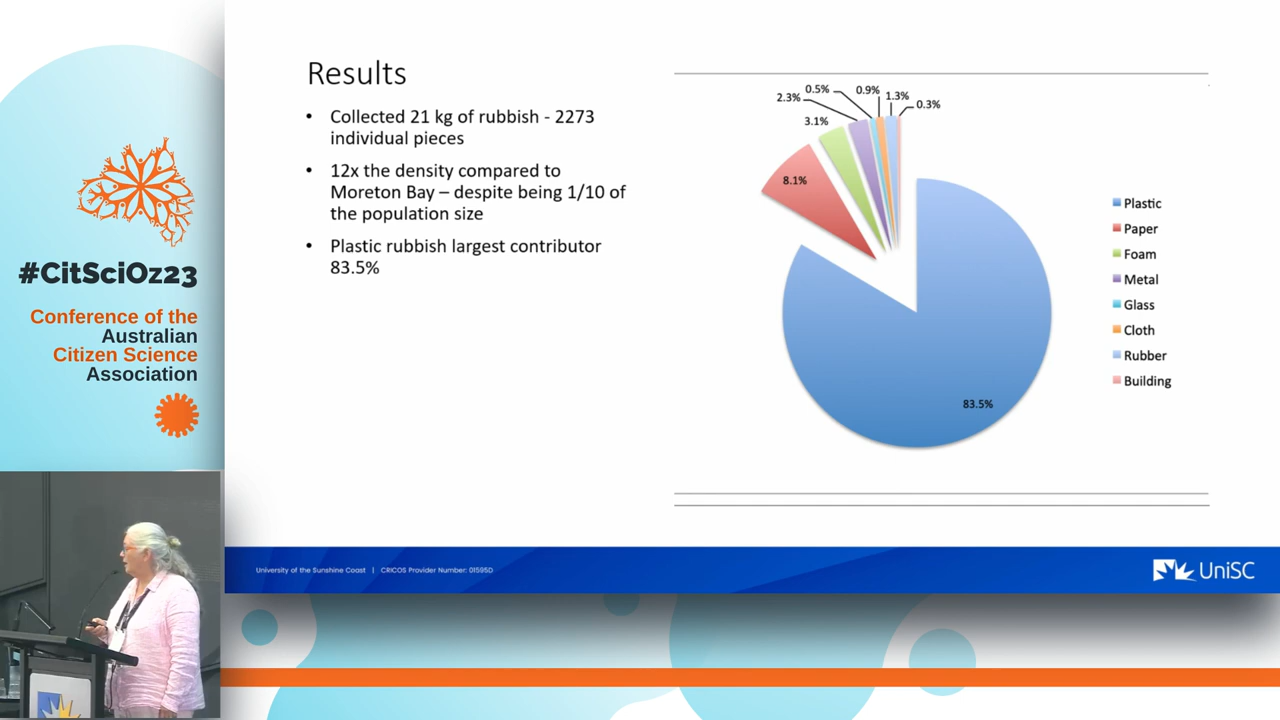 #CitSciOz23
Conference of the
Australian
Citizen Science
Association
Results
• Collected 21 kg of rubbish - 2273
individual pieces
• 12x the density compared to
Moreton Bay – despite being 1/10 of
the population size
• Plastic rubbish largest contributor
83.5%
0.5%
0.9%
1.3%
2.3%
0.3%
3.1%
8.1%
83.5%
Plastic
Paper
Foam
Metal
Glass
Cloth
Rubber
Building
University of the Sunshine Coast | CRICOS Provider Number: 01595D
UniSC